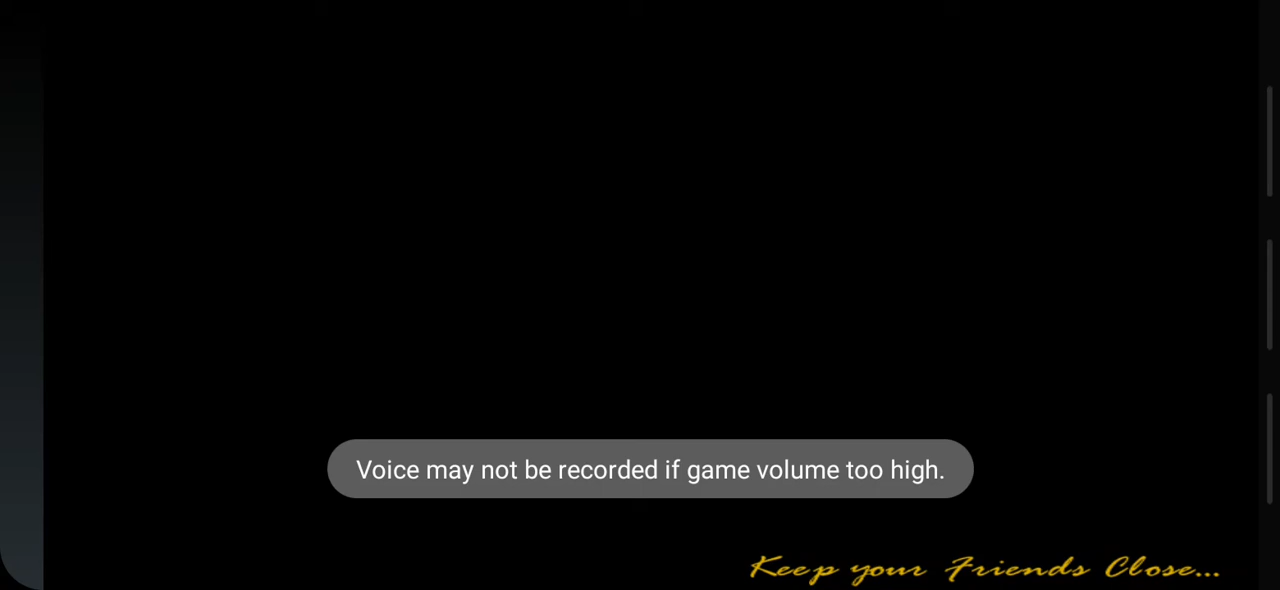 Voice may not be recorded if game volume too high.
Keep your Friends Close...